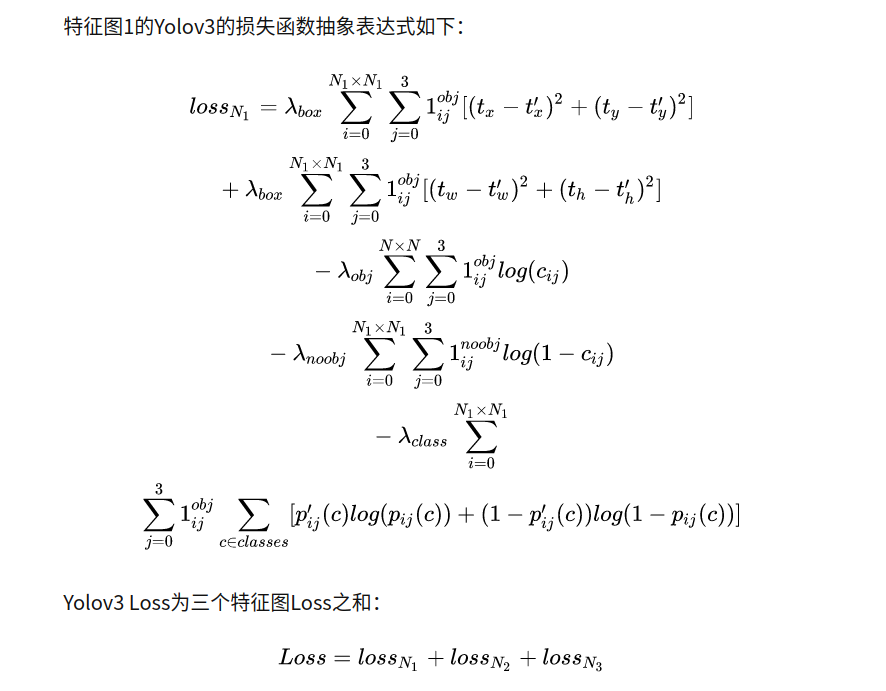 特征图1的Yolov3的损失函数抽象表达式如下：
$loss_{N_1} = \lambda_{box} \sum_{i=0}^{N_1 \times N_1} \sum_{j=0}^{3} 1_{ij}^{obj} [(t_x - t'_x)^2 + (t_y - t'_y)^2]$
$+ \lambda_{box} \sum_{i=0}^{N_1 \times N_1} \sum_{j=0}^{3} 1_{ij}^{obj} [(t_w - t'_w)^2 + (t_h - t'_h)^2]$
$- \lambda_{obj} \sum_{i=0}^{N \times N} \sum_{j=0}^{3} 1_{ij}^{obj} log(c_{ij})$
$- \lambda_{noobj} \sum_{i=0}^{N_1 \times N_1} \sum_{j=0}^{3} 1_{ij}^{noobj} log(1 - c_{ij})$
$- \lambda_{class} \sum_{i=0}^{N_1 \times N_1}$
$\sum_{j=0}^{3} 1_{ij}^{obj} \sum_{c \in classes} [p'_{ij}(c)log(p_{ij}(c)) + (1 - p'_{ij}(c))log(1 - p_{ij}(c))]$
Yolov3 Loss为三个特征图Loss之和：
$Loss = loss_{N_1} + loss_{N_2} + loss_{N_3}$